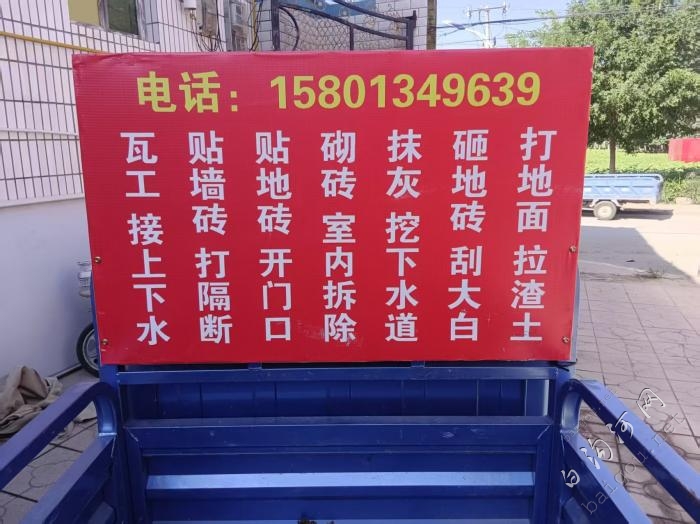 电话：15801349639
瓦工 接上下水
贴墙砖 打隔断
贴地砖 开门口
砌砖 室内拆除
抹灰 挖下水道
砸地砖 刮大白
打地面 拉渣土